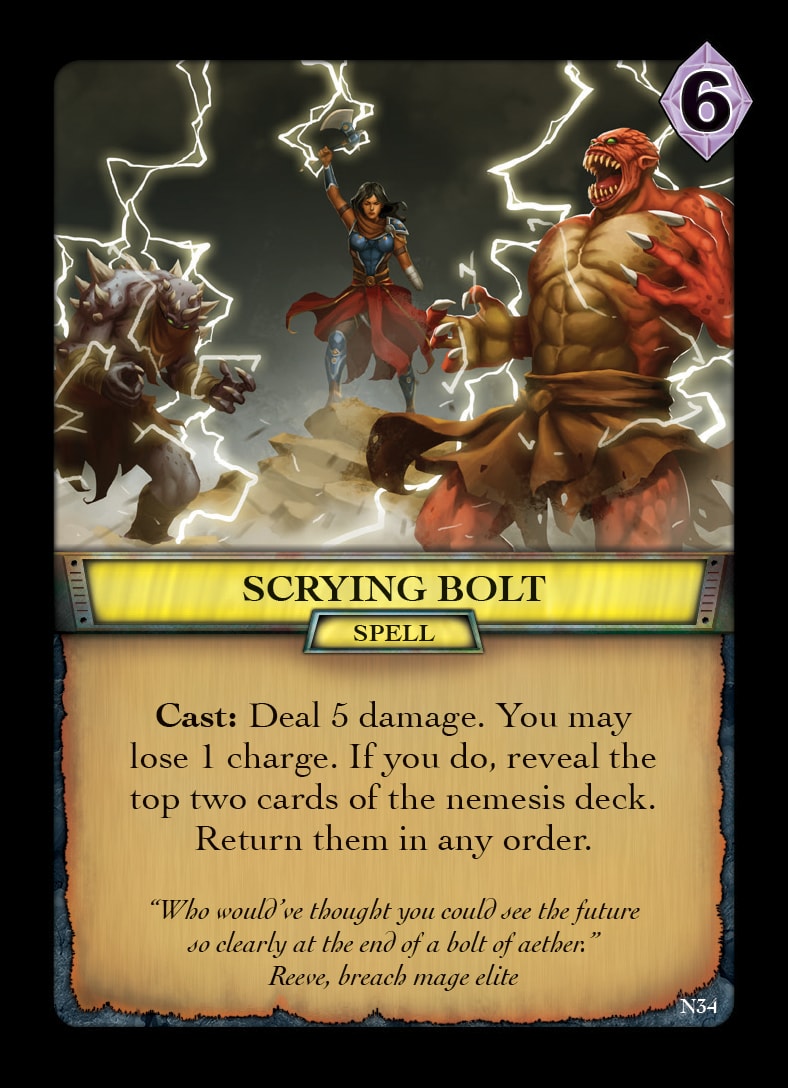 6
SCRYING BOLT
SPELL
Cast: Deal 5 damage. You may
lose 1 charge. If you do, reveal the
top two cards of the nemesis deck.
Return them in any order.
“Who would’ve thought you could see the future
so clearly at the end of a bolt of aether.”
Reeve, breach mage elite
N34